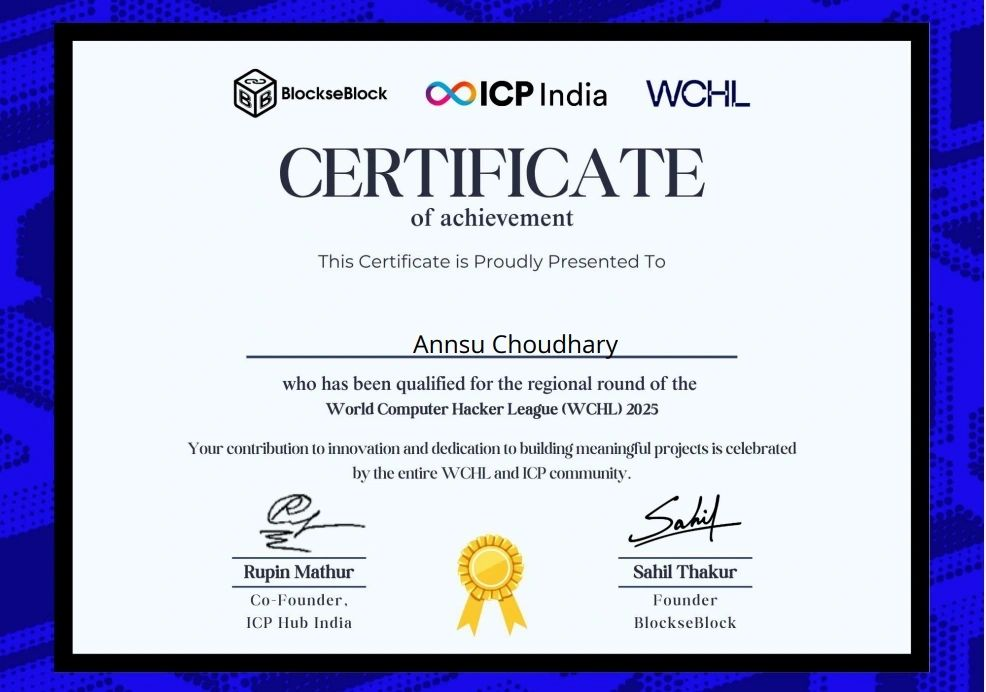 BlockseBlock ICP India WCHL
CERTIFICATE
of achievement
This Certificate is Proudly Presented To
Annsu Choudhary
who has been qualified for the regional round of the
World Computer Hacker League (WCHL) 2025
Your contribution to innovation and dedication to building meaningful projects is celebrated
by the entire WCHL and ICP community.
Sahil
Rupin Mathur Sahil Thakur
Co-Founder, Founder
ICP Hub India BlockseBlock